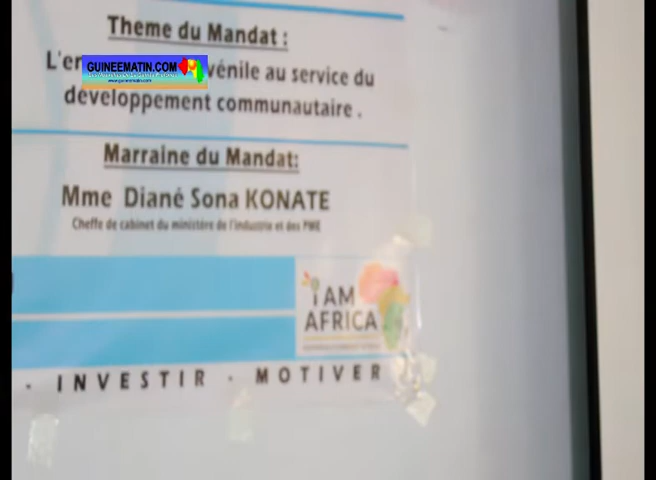 Theme du Mandat :
L'en vénile au service du
développement communautaire .
GUINEEMATIN.COM
Marraine du Mandat:
Mme Diané Sona KONATE
Cheffe de cabinet du ministère de l'industrie et des PME
I AM
AFRICA
· INVESTIR · MOTIVER